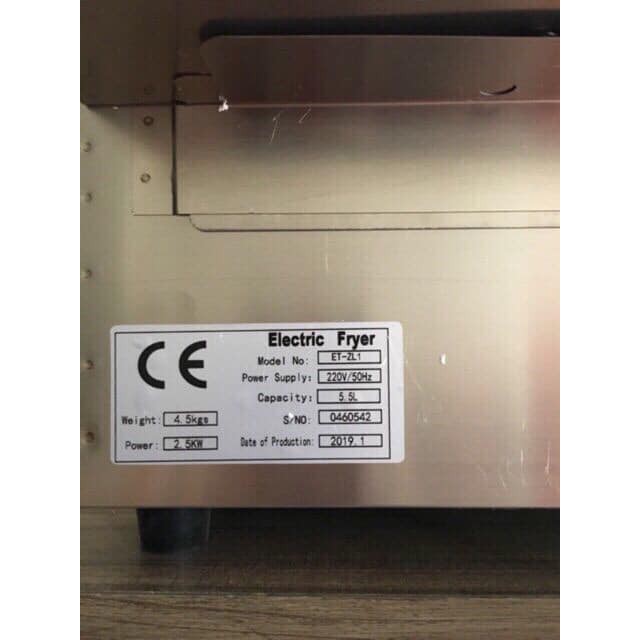 CE
Electric Fryer
Model No: ET-ZL1
Power Supply: 220V/50Hz
Capacity: 5.5L
Weight: 4.5kgs
S/NO: 0460542
Power: 2.5KW
Date of Production: 2019.1